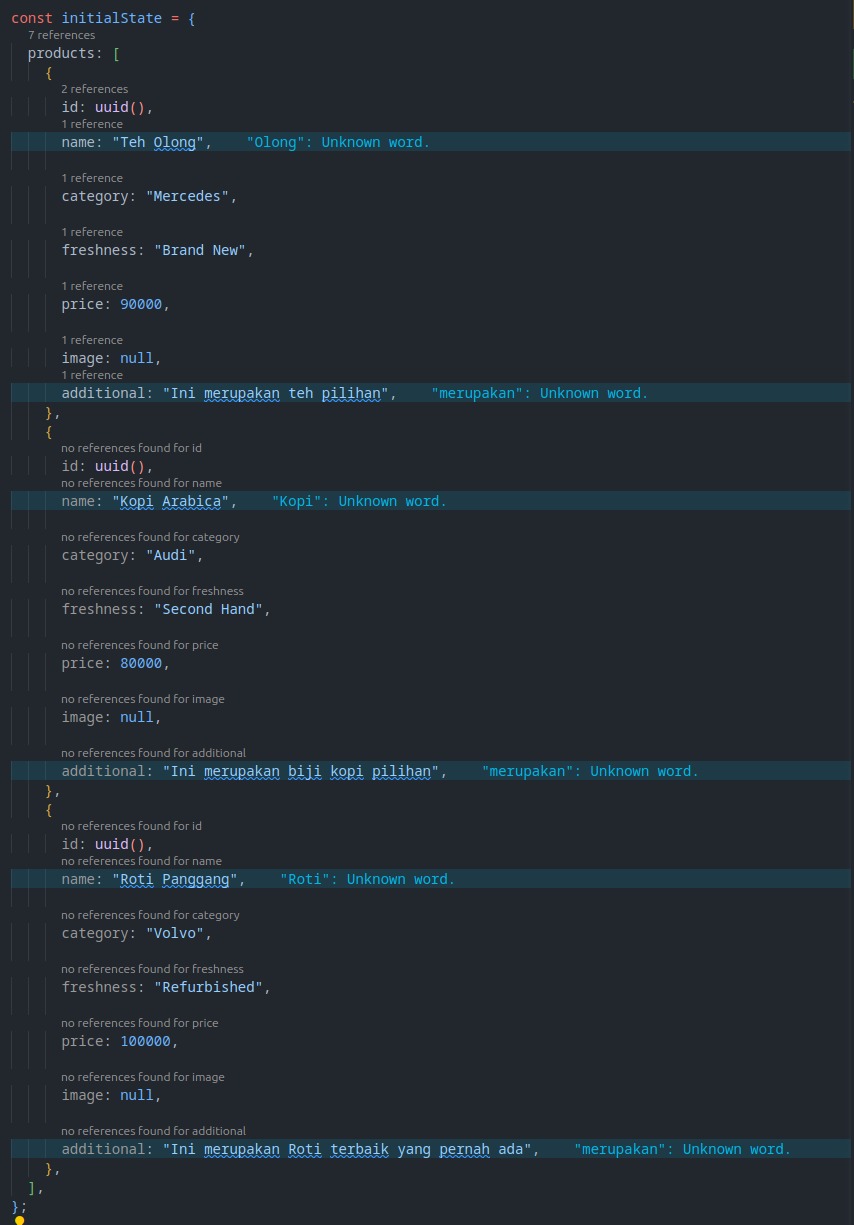 const initialState = {
7 references
products: [
{
2 references
id: uuid(),
1 reference
name: "Teh Olong", "Olong": Unknown word.
1 reference
category: "Mercedes",
1 reference
freshness: "Brand New",
1 reference
price: 90000,
1 reference
image: null,
1 reference
additional: "Ini merupakan teh pilihan", "merupakan": Unknown word.
},
{
no references found for id
id: uuid(),
no references found for name
name: "Kopi Arabica", "Kopi": Unknown word.
no references found for category
category: "Audi",
no references found for freshness
freshness: "Second Hand",
no references found for price
price: 80000,
no references found for image
image: null,
no references found for additional
additional: "Ini merupakan biji kopi pilihan", "merupakan": Unknown word.
},
{
no references found for id
id: uuid(),
no references found for name
name: "Roti Panggang", "Roti": Unknown word.
no references found for category
category: "Volvo",
no references found for freshness
freshness: "Refurbished",
no references found for price
price: 100000,
no references found for image
image: null,
no references found for additional
additional: "Ini merupakan Roti terbaik yang pernah ada", "merupakan": Unknown word.
},
],
};